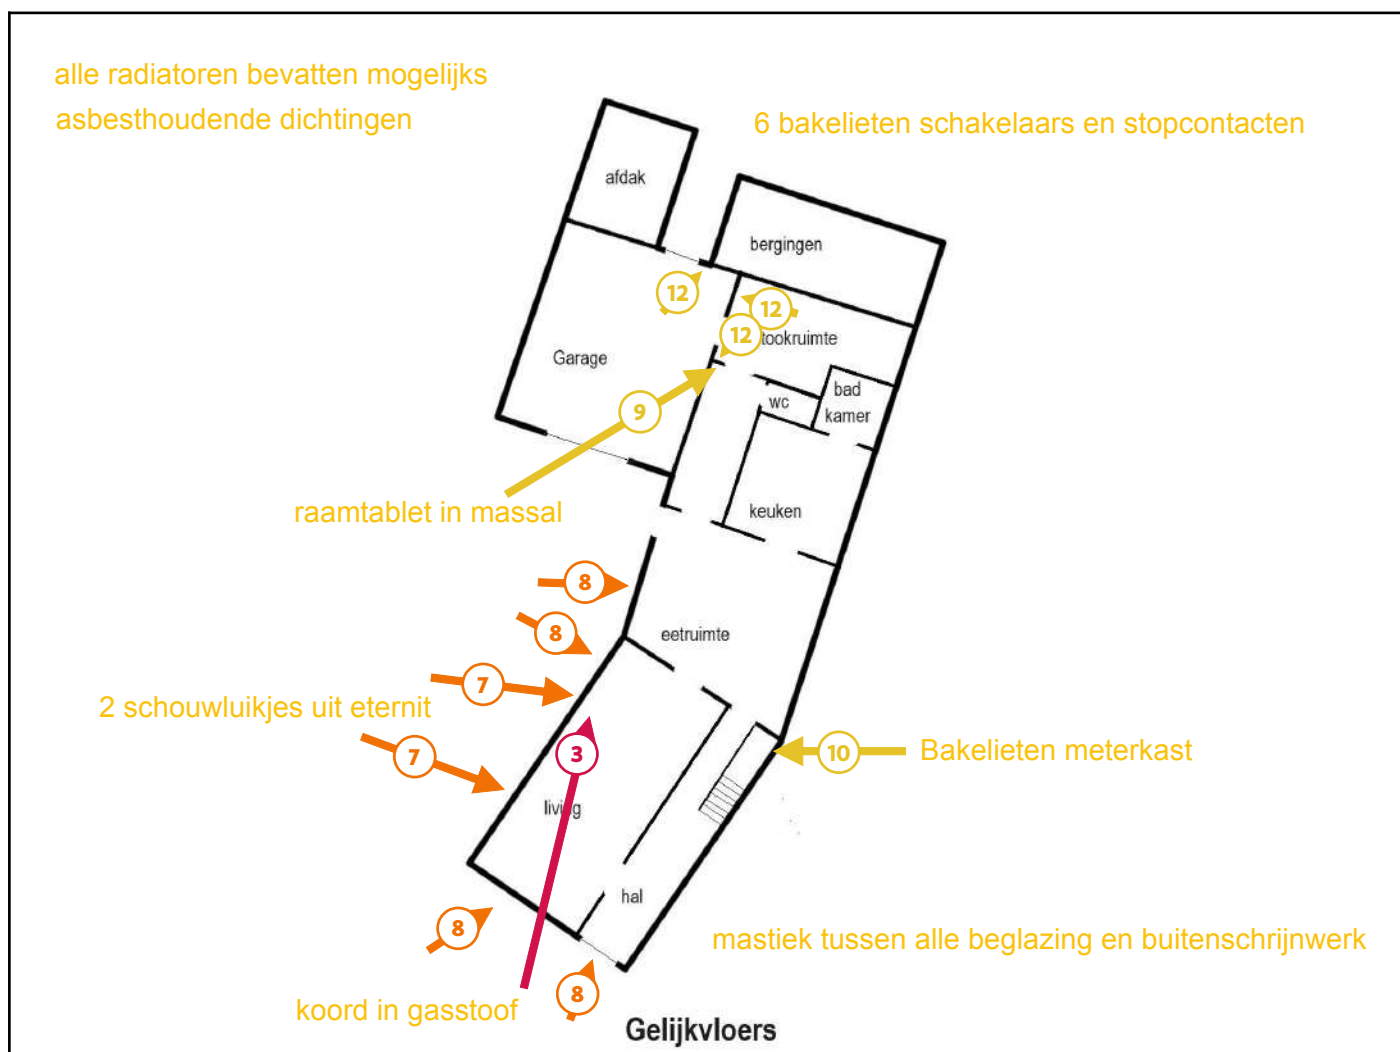 alle radiatoren bevatten mogelijks
asbesthoudende dichtingen
6 bakelieten schakelaars en stopcontacten
afdak
bergingen
12
12
12
tookruimte
Garage
bad
kamer
wc
9
raamtablet in massal
keuken
8
8
eetruimte
7
2 schouwluikjes uit eternit
7
3
10
Bakelieten meterkast
living
hal
8
mastiek tussen alle beglazing en buitenschrijnwerk
8
koord in gasstoof
Gelijkvloers